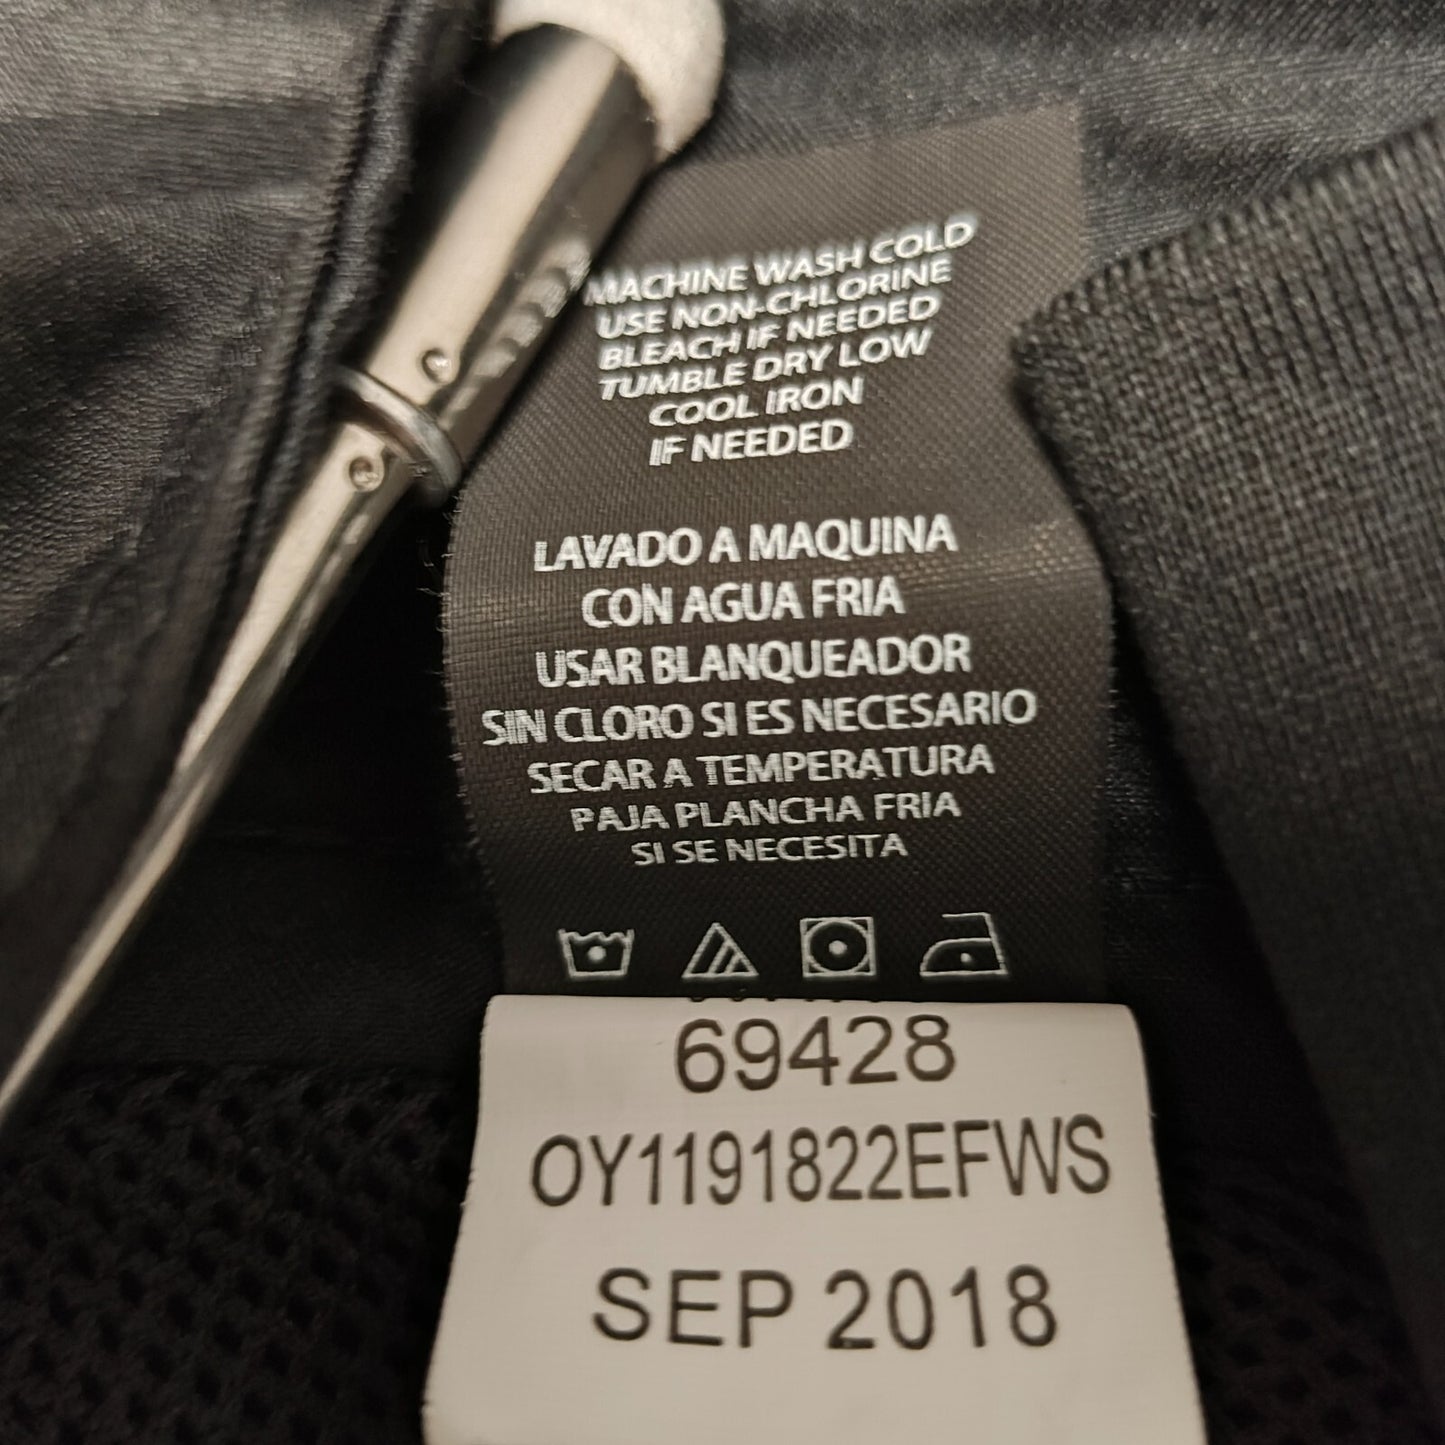 MACHINE WASH COLD
USE NON-CHLORINE
BLEACH IF NEEDED
TUMBLE DRY LOW
COOL IRON
IF NEEDED
LAVADO A MAQUINA
CON AGUA FRIA
USAR BLANQUEADOR
SIN CLORO SI ES NECESARIO
SECAR A TEMPERATURA
PAJA PLANCHA FRIA
SI SE NECESITA
69428
OY1191822EFWS
SEP 2018